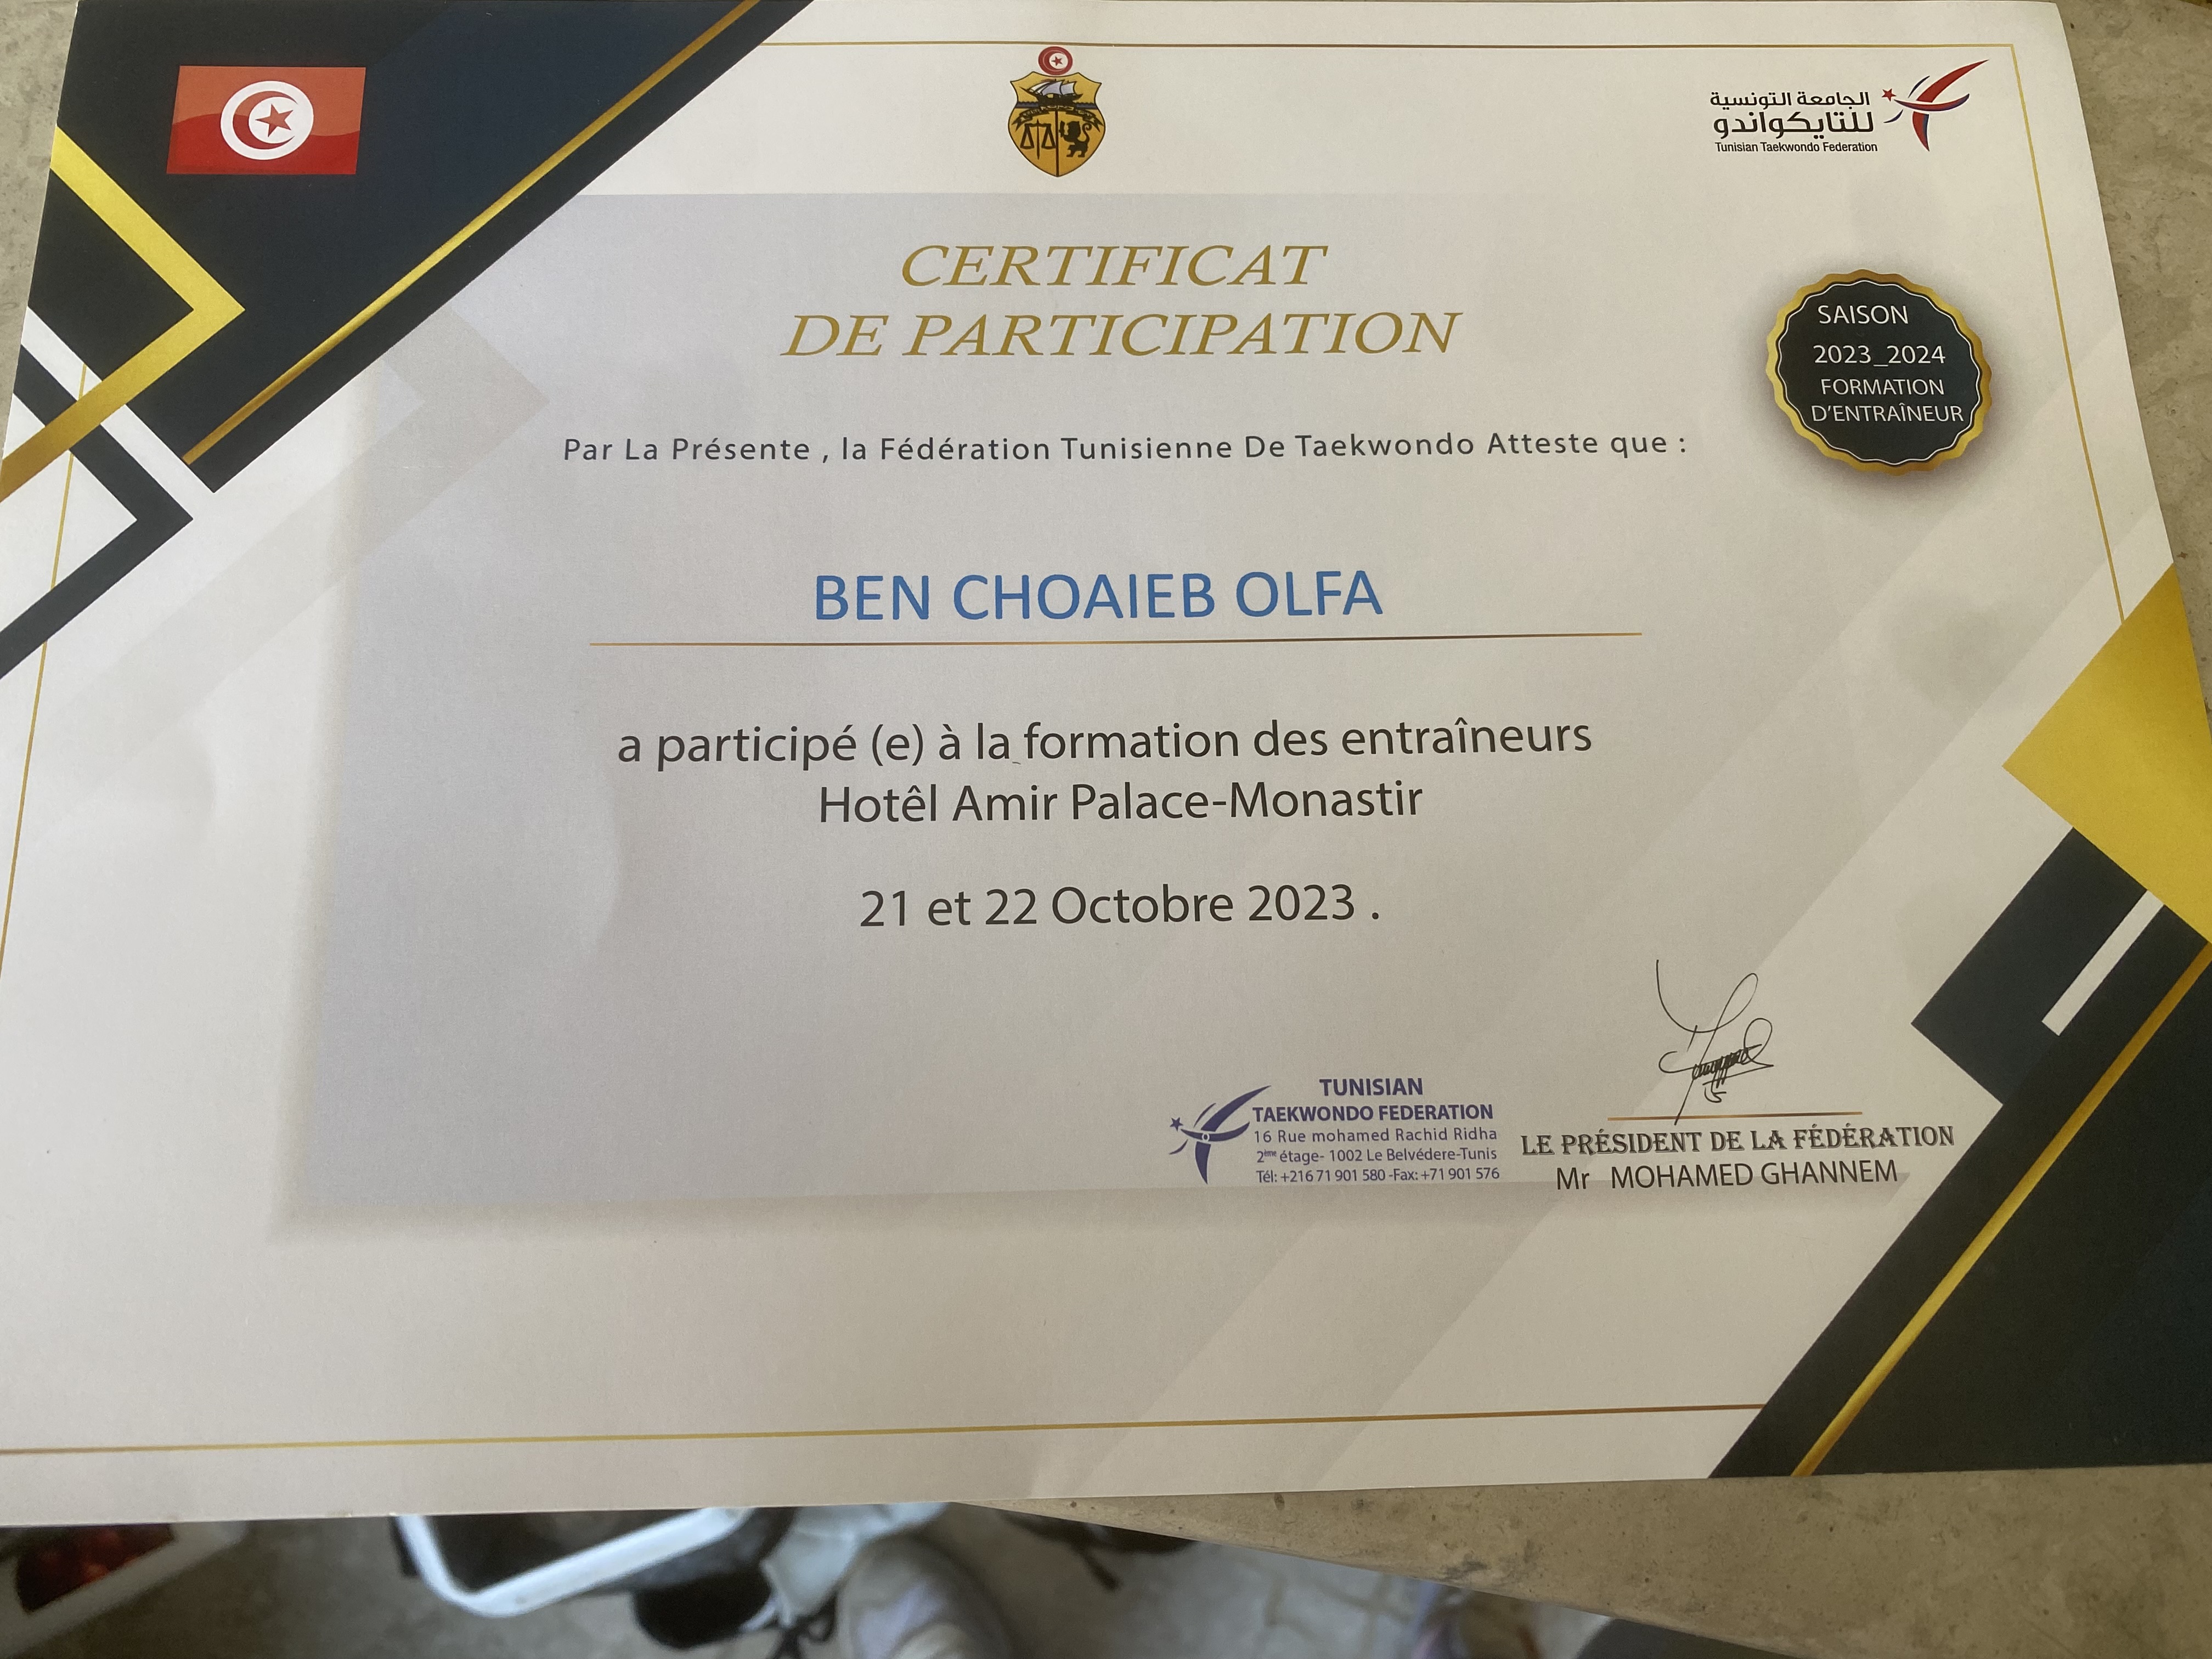 الجامعة التونسية
للتايكواندو
Tunisian Taekwondo Federation
CERTIFICAT
DE PARTICIPATION
SAISON
2023_2024
FORMATION
D'ENTRAÎNEUR
Par La Présente , la Fédération Tunisienne De Taekwondo Atteste que :
BEN CHOAIEB OLFA
a participé (e) à la formation des entraîneurs
Hotêl Amir Palace-Monastir
21 et 22 Octobre 2023 .
TUNISIAN
TAEKWONDO FEDERATION
16 Rue mohamed Rachid Ridha
2ème étage- 1002 Le Belvédere-Tunis
Tél: +216 71 901 580 -Fax: +71 901 576
LE PRÉSIDENT DE LA FÉDÉRATION
Mr MOHAMED GHANNEM